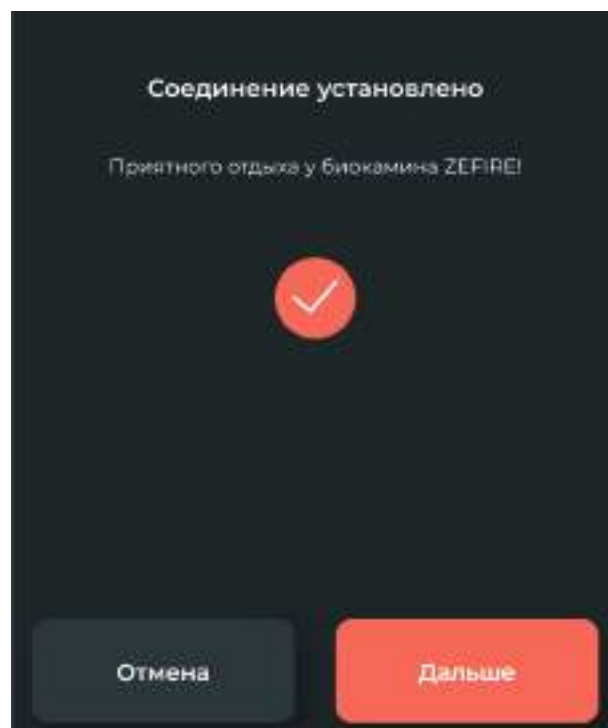 Соединение установлено
Приятного отдыха у биокамина ZEFIRE!
Отмена
Дальше